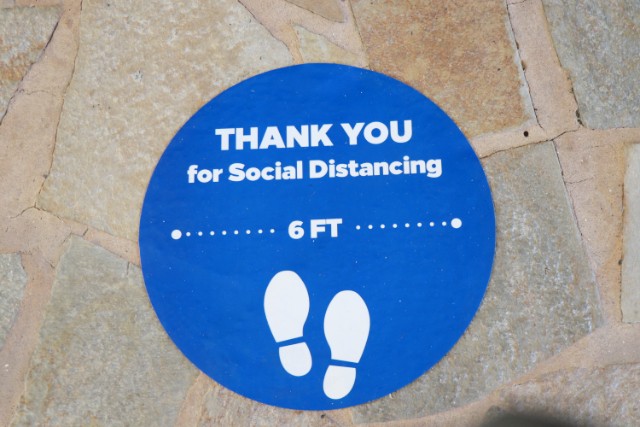 THANK YOU
for Social Distancing
6 FT